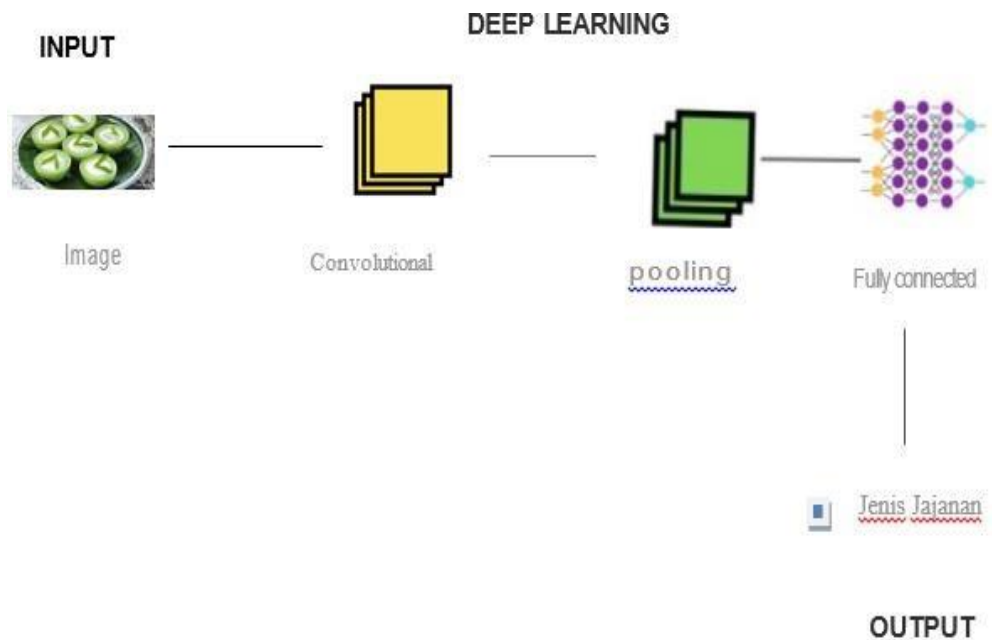 DEEP LEARNING
INPUT
Image
Convolutional
pooling
Fully connected
Jenis Jajanan
OUTPUT